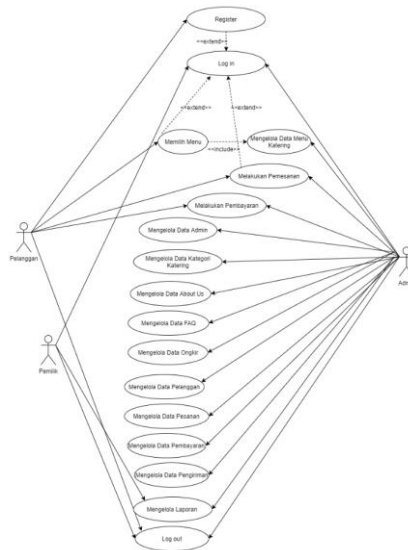 Register
<<extend>>
Log in
<<extend>>
<<extend>>
Memilih Menu
<<include>>
Mengelola Data Menu
Katering
Melakukan Pemesanan
Melakukan Pembayaran
Mengelola Data Admin
Mengelola Data Kategori
Katering
Pelanggan
Mengelola Data About Us
Mengelola Data FAQ
Mengelola Data Ongkir
Pemilih
Mengelola Data Pelanggan
Mengelola Data Pesanan
Mengelola Data Pembayaran
Mengelola Data Pengiriman
Mengelola Laporan
Log out